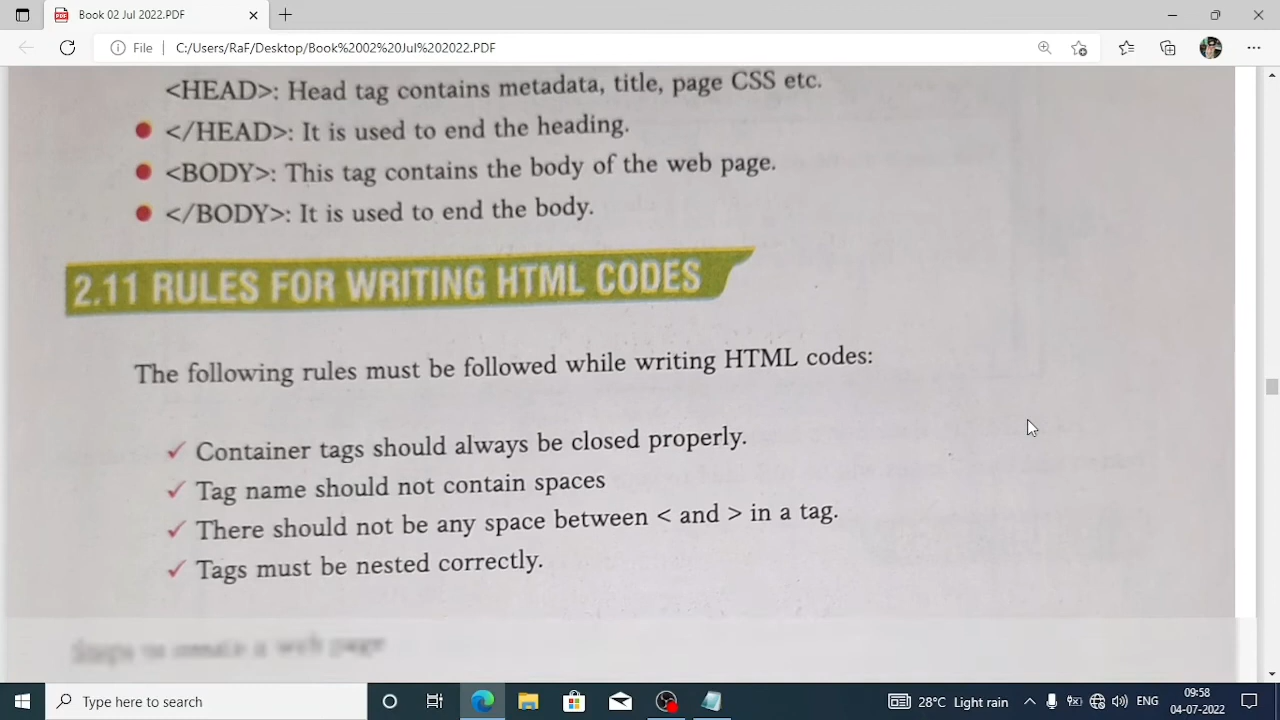 Book 02 Jul 2022.PDF
File C:/Users/RaF/Desktop/Book%2002%20Jul%202022.PDF
<HEAD>: Head tag contains metadata, title, page CSS etc.
</HEAD>: It is used to end the heading.
<BODY>: This tag contains the body of the web page.
</BODY>: It is used to end the body.
2.11 RULES FOR WRITING HTML CODES
The following rules must be followed while writing HTML codes:
✓ Container tags should always be closed properly.
✓ Tag name should not contain spaces
✓ There should not be any space between < and > in a tag.
✓ Tags must be nested correctly.
Steps to create a web page
Type here to search 28°C Light rain ENG 09:58
04-07-2022